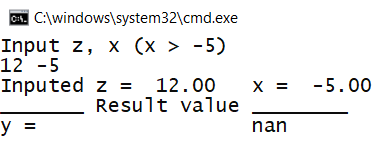 C:\windows\system32\cmd.exe
Input z, x (x > -5)
12 -5
Inputed z =  12.00   x =  -5.00
_______ Result value ________
y =                  nan